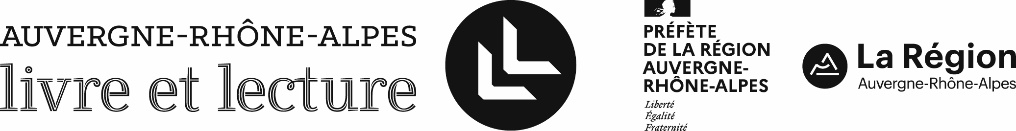 AUVERGNE-RHÔNE-ALPES
livre et lecture
PRÉFÈTE
DE LA RÉGION
AUVERGNE-
RHÔNE-ALPES
Liberté
Égalité
Fraternité
La Région
Auvergne-Rhône-Alpes